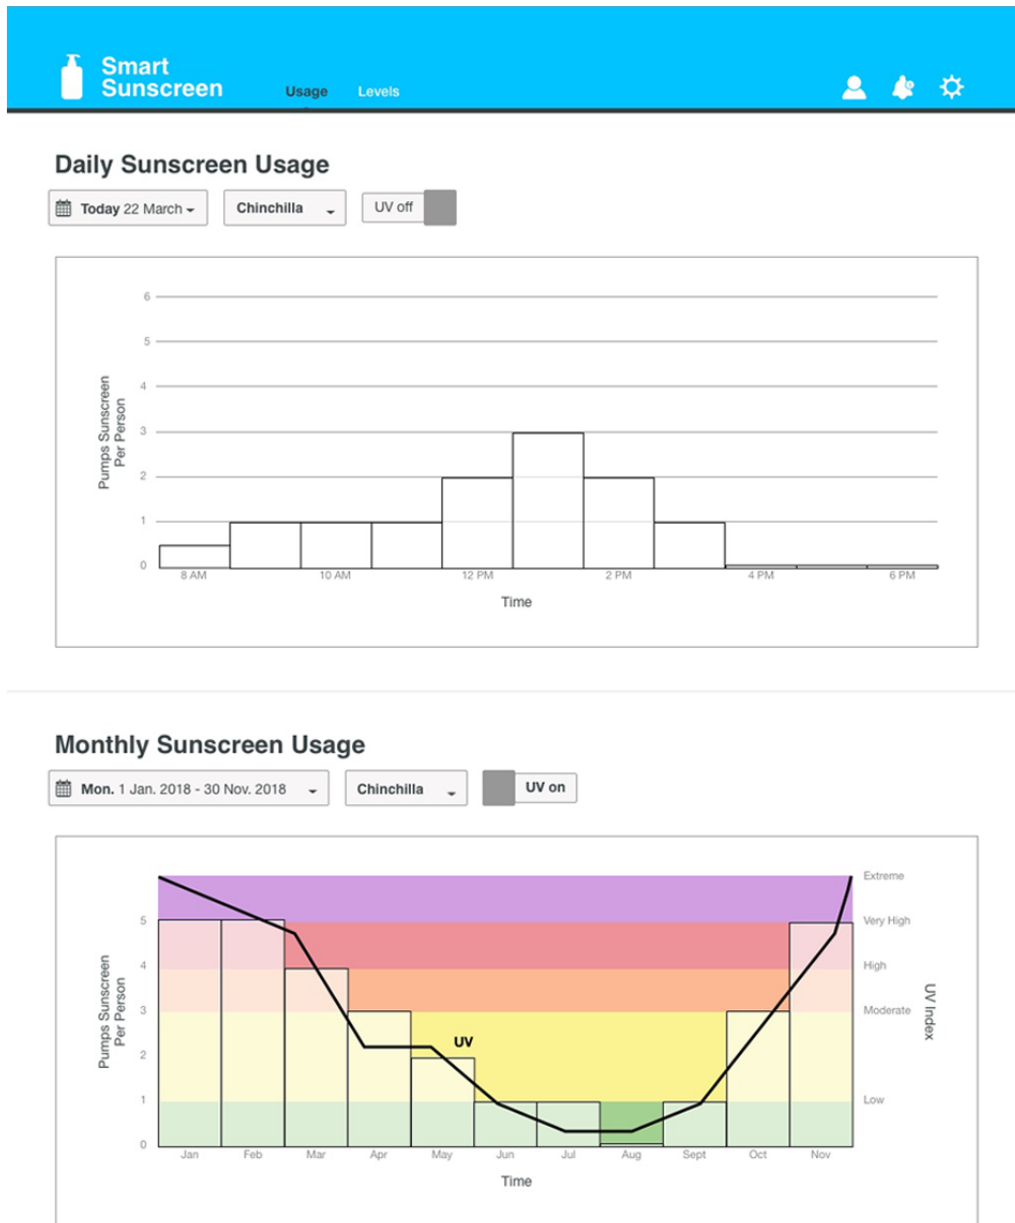 Smart
Sunscreen
Usage Levels
Daily Sunscreen Usage
Today 22 March
Chinchilla
UV off
6
5
4
3
2
1
0
Pumps Sunscreen
Per Person
8 AM 10 AM 12 PM 2 PM 4 PM 6 PM
Time
Monthly Sunscreen Usage
Mon. 1 Jan. 2018 - 30 Nov. 2018
Chinchilla
UV on
5
4
3
2
1
0
Pumps Sunscreen
Per Person
UV
Extreme
Very High
High
Moderate
Low
UV Index
Jan Feb Mar Apr May Jun Jul Aug Sept Oct Nov
Time